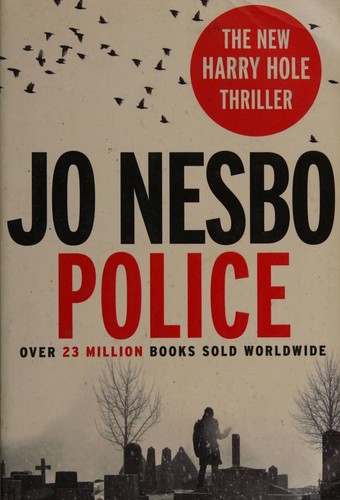 THE NEW
HARRY HOLE
THRILLER
JO NESBO
POLICE
OVER 23 MILLION BOOKS SOLD WORLDWIDE